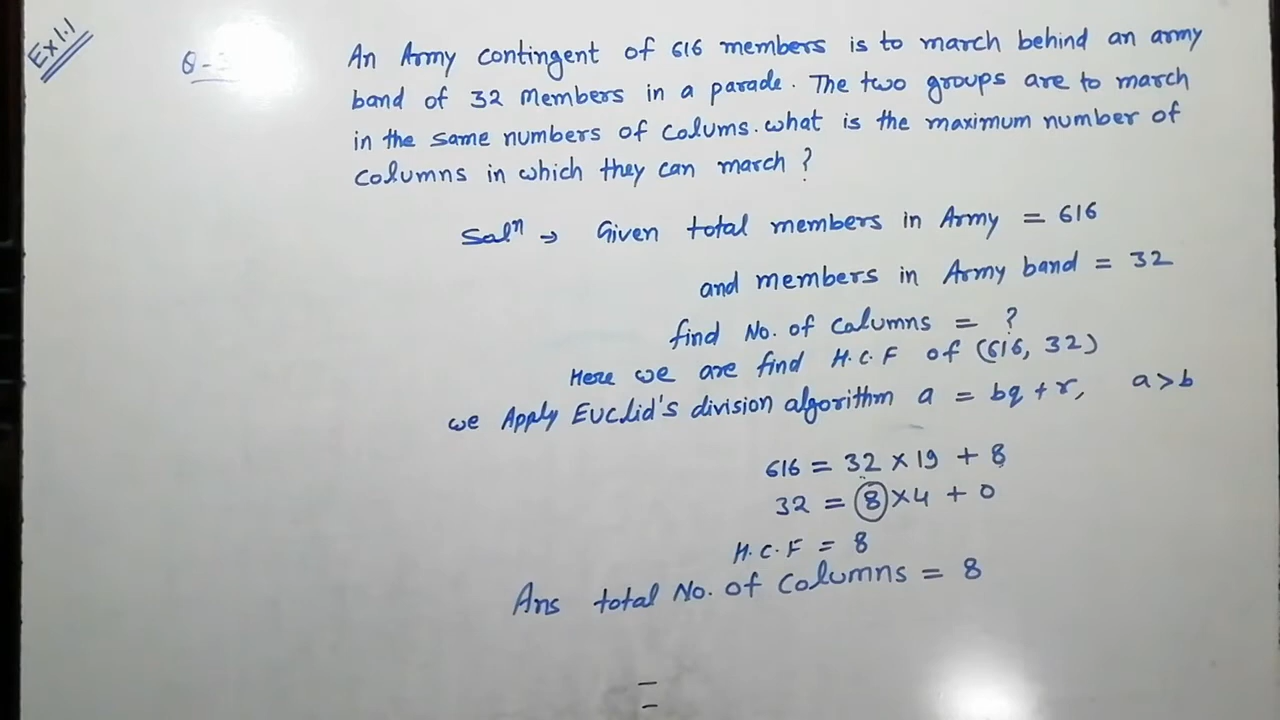 Ex 1.1
Q-
An Army contingent of 616 members is to march behind an army
band of 32 Members in a parade. The two groups are to march
in the same numbers of Colums. what is the maximum number of
columns in which they can march ?
Solⁿ → Given total members in Army = 616
and members in Army band = 32
find No. of Columns = ?
Here we are find H.C.F of (616, 32)
we Apply Euclid's division algorithm a = bq + r, a > b
616 = 32 × 19 + 8
32 = 8 × 4 + 0
H.C.F = 8
Ans total No. of Columns = 8